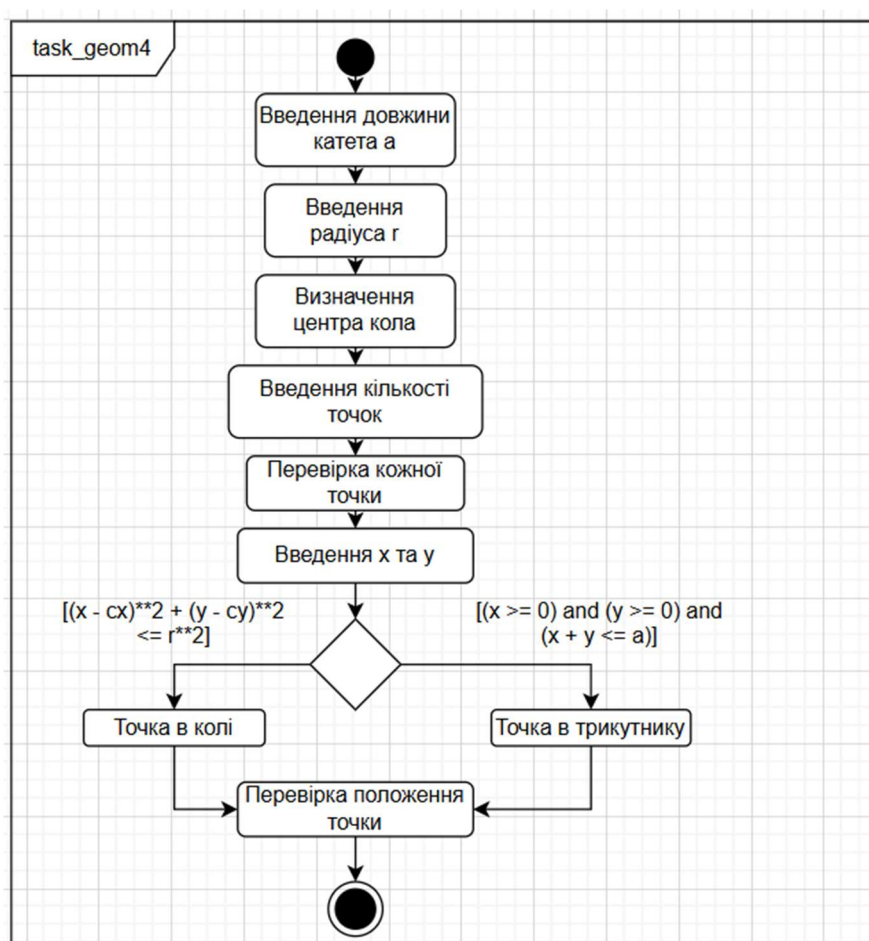 task_geom4
Введення довжини
катета a
Введення
радіуса r
Визначення
центра кола
Введення кількості
точок
Перевірка кожної
точки
Введення x та y
[(x - cx)**2 + (y - cy)**2
<= r**2]
[(x >= 0) and (y >= 0) and
(x + y <= a)]
Точка в колі
Точка в трикутнику
Перевірка положення
точки